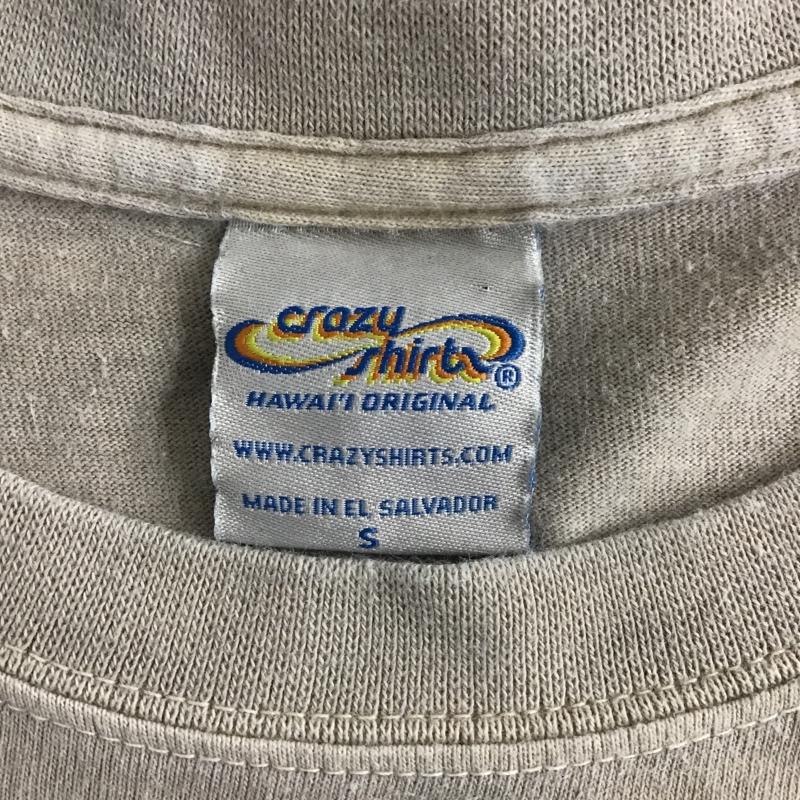 crazy
shirts®
HAWAI'I ORIGINAL
WWW.CRAZYSHIRTS.COM
MADE IN EL SALVADOR
S